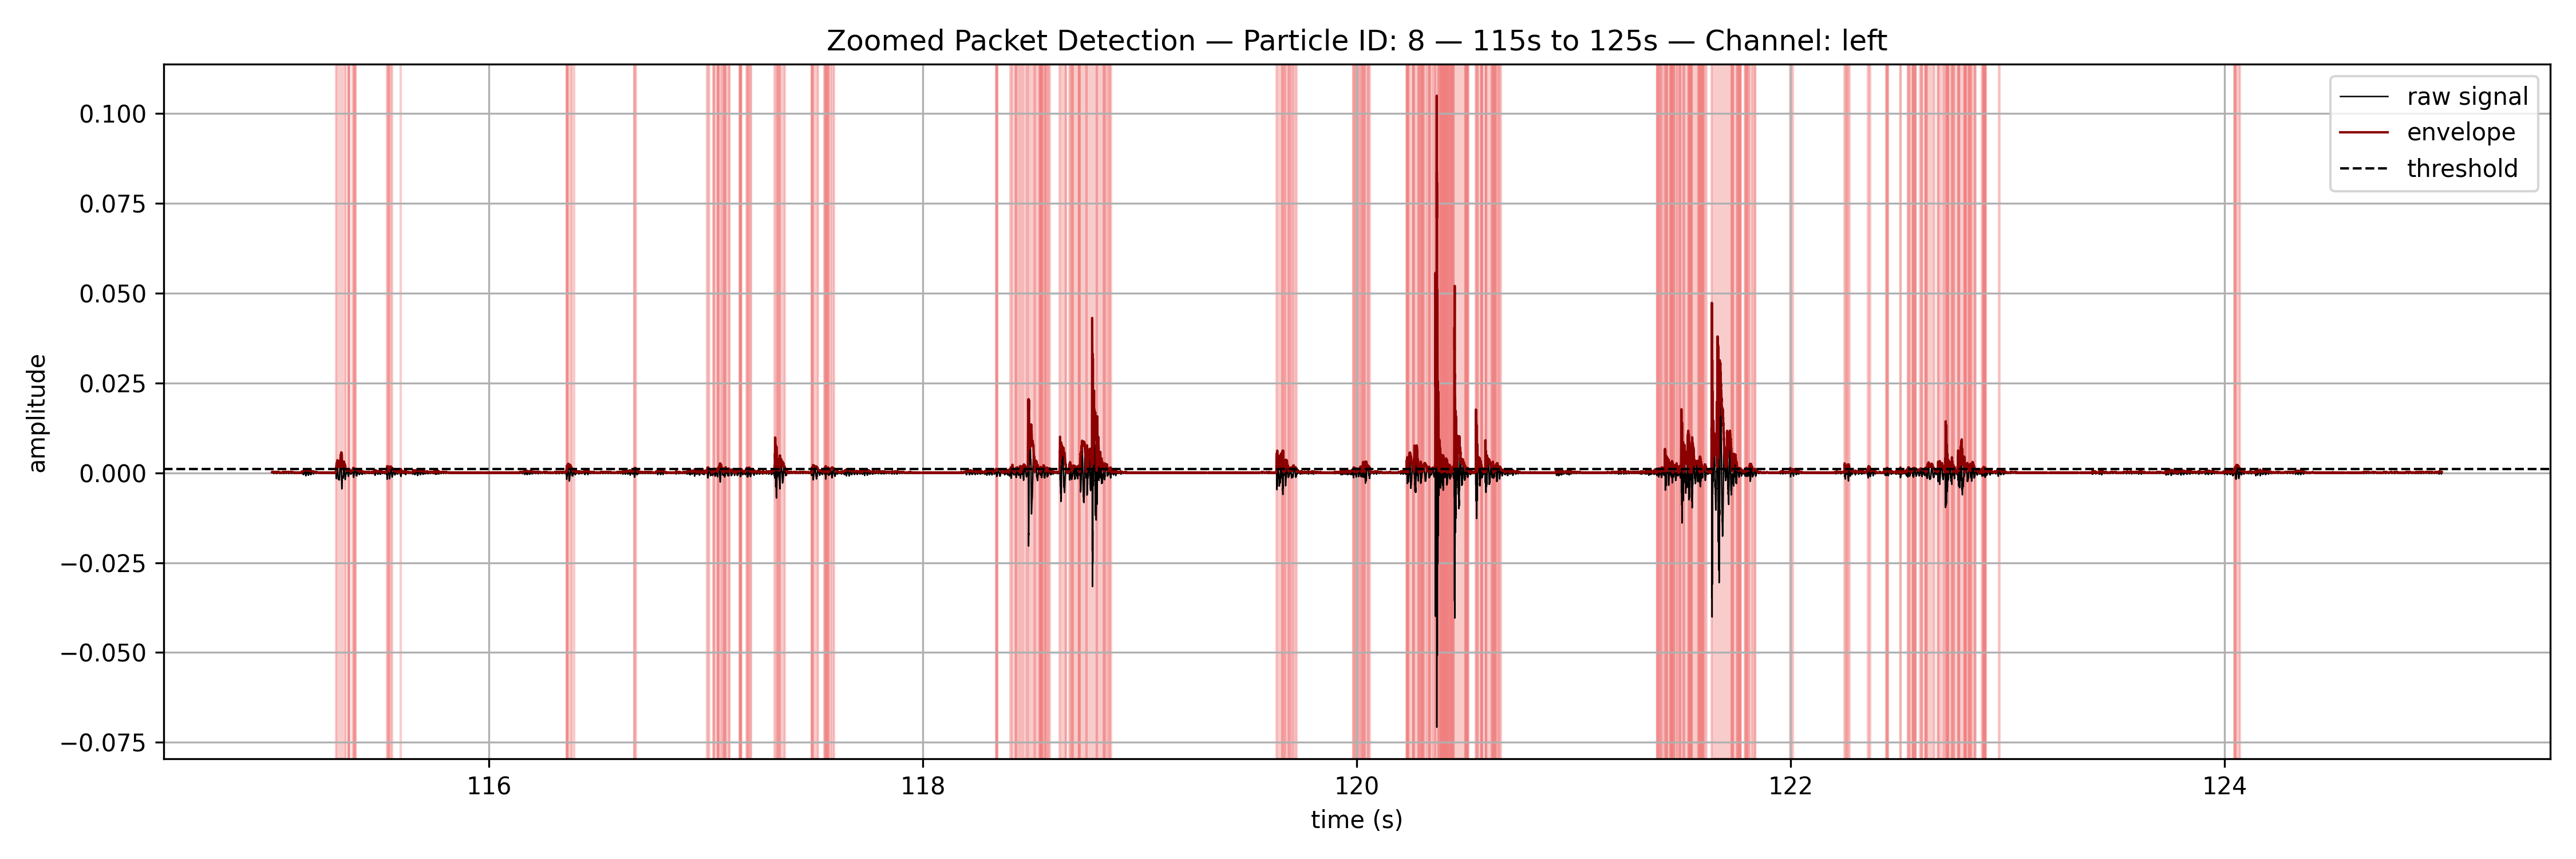 Zoomed Packet Detection — Particle ID: 8 — 115s to 125s — Channel: left
raw signal
envelope
threshold
0.100
0.075
0.050
0.025
0.000
−0.025
−0.050
−0.075
amplitude
116
118
120
122
124
time (s)